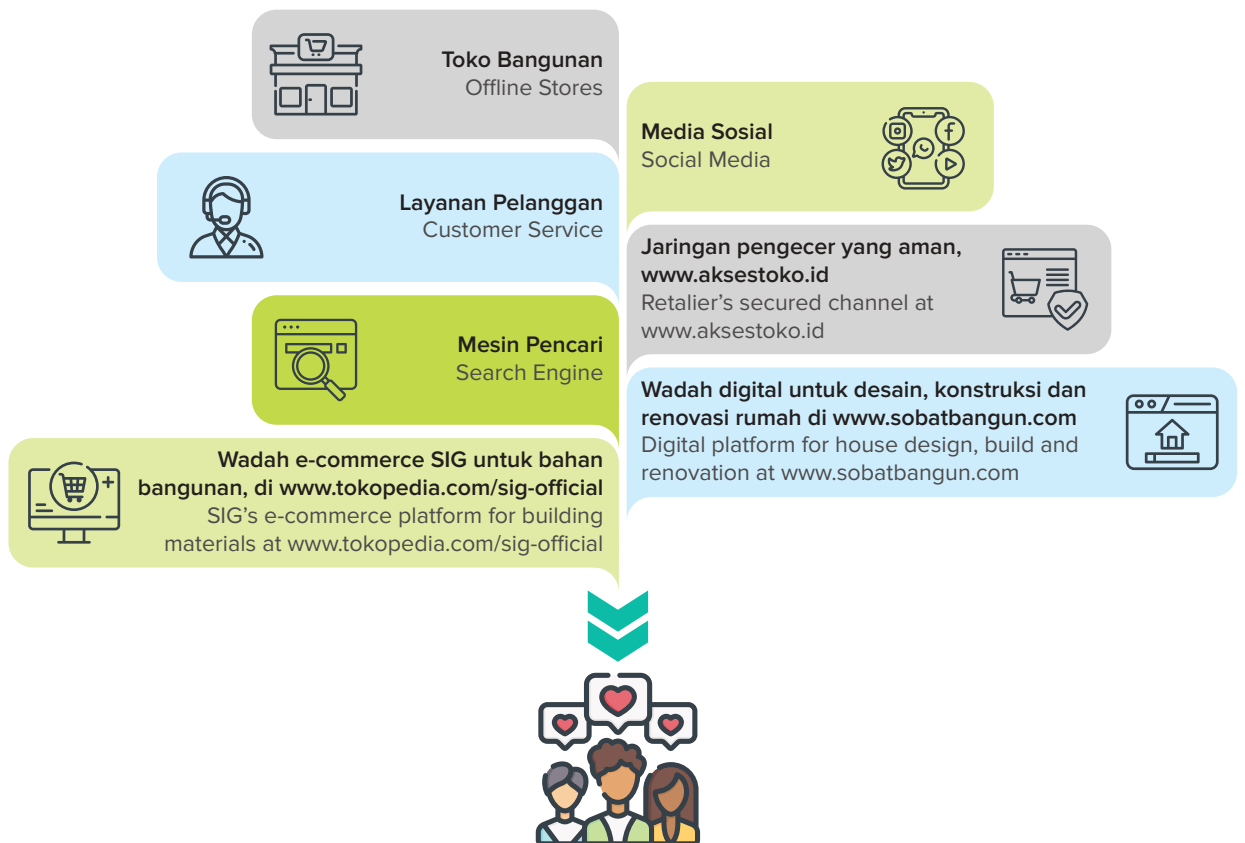 Toko Bangunan
Offline Stores
Media Sosial
Social Media
Layanan Pelanggan
Customer Service
Jaringan pengecer yang aman,
www.aksestoko.id
Retalier's secured channel at
www.aksestoko.id
Mesin Pencari
Search Engine
Wadah digital untuk desain, konstruksi dan
renovasi rumah di www.sobatbangun.com
Digital platform for house design, build and
renovation at www.sobatbangun.com
Wadah e-commerce SIG untuk bahan
bangunan, di www.tokopedia.com/sig-official
SIG's e-commerce platform for building
materials at www.tokopedia.com/sig-official